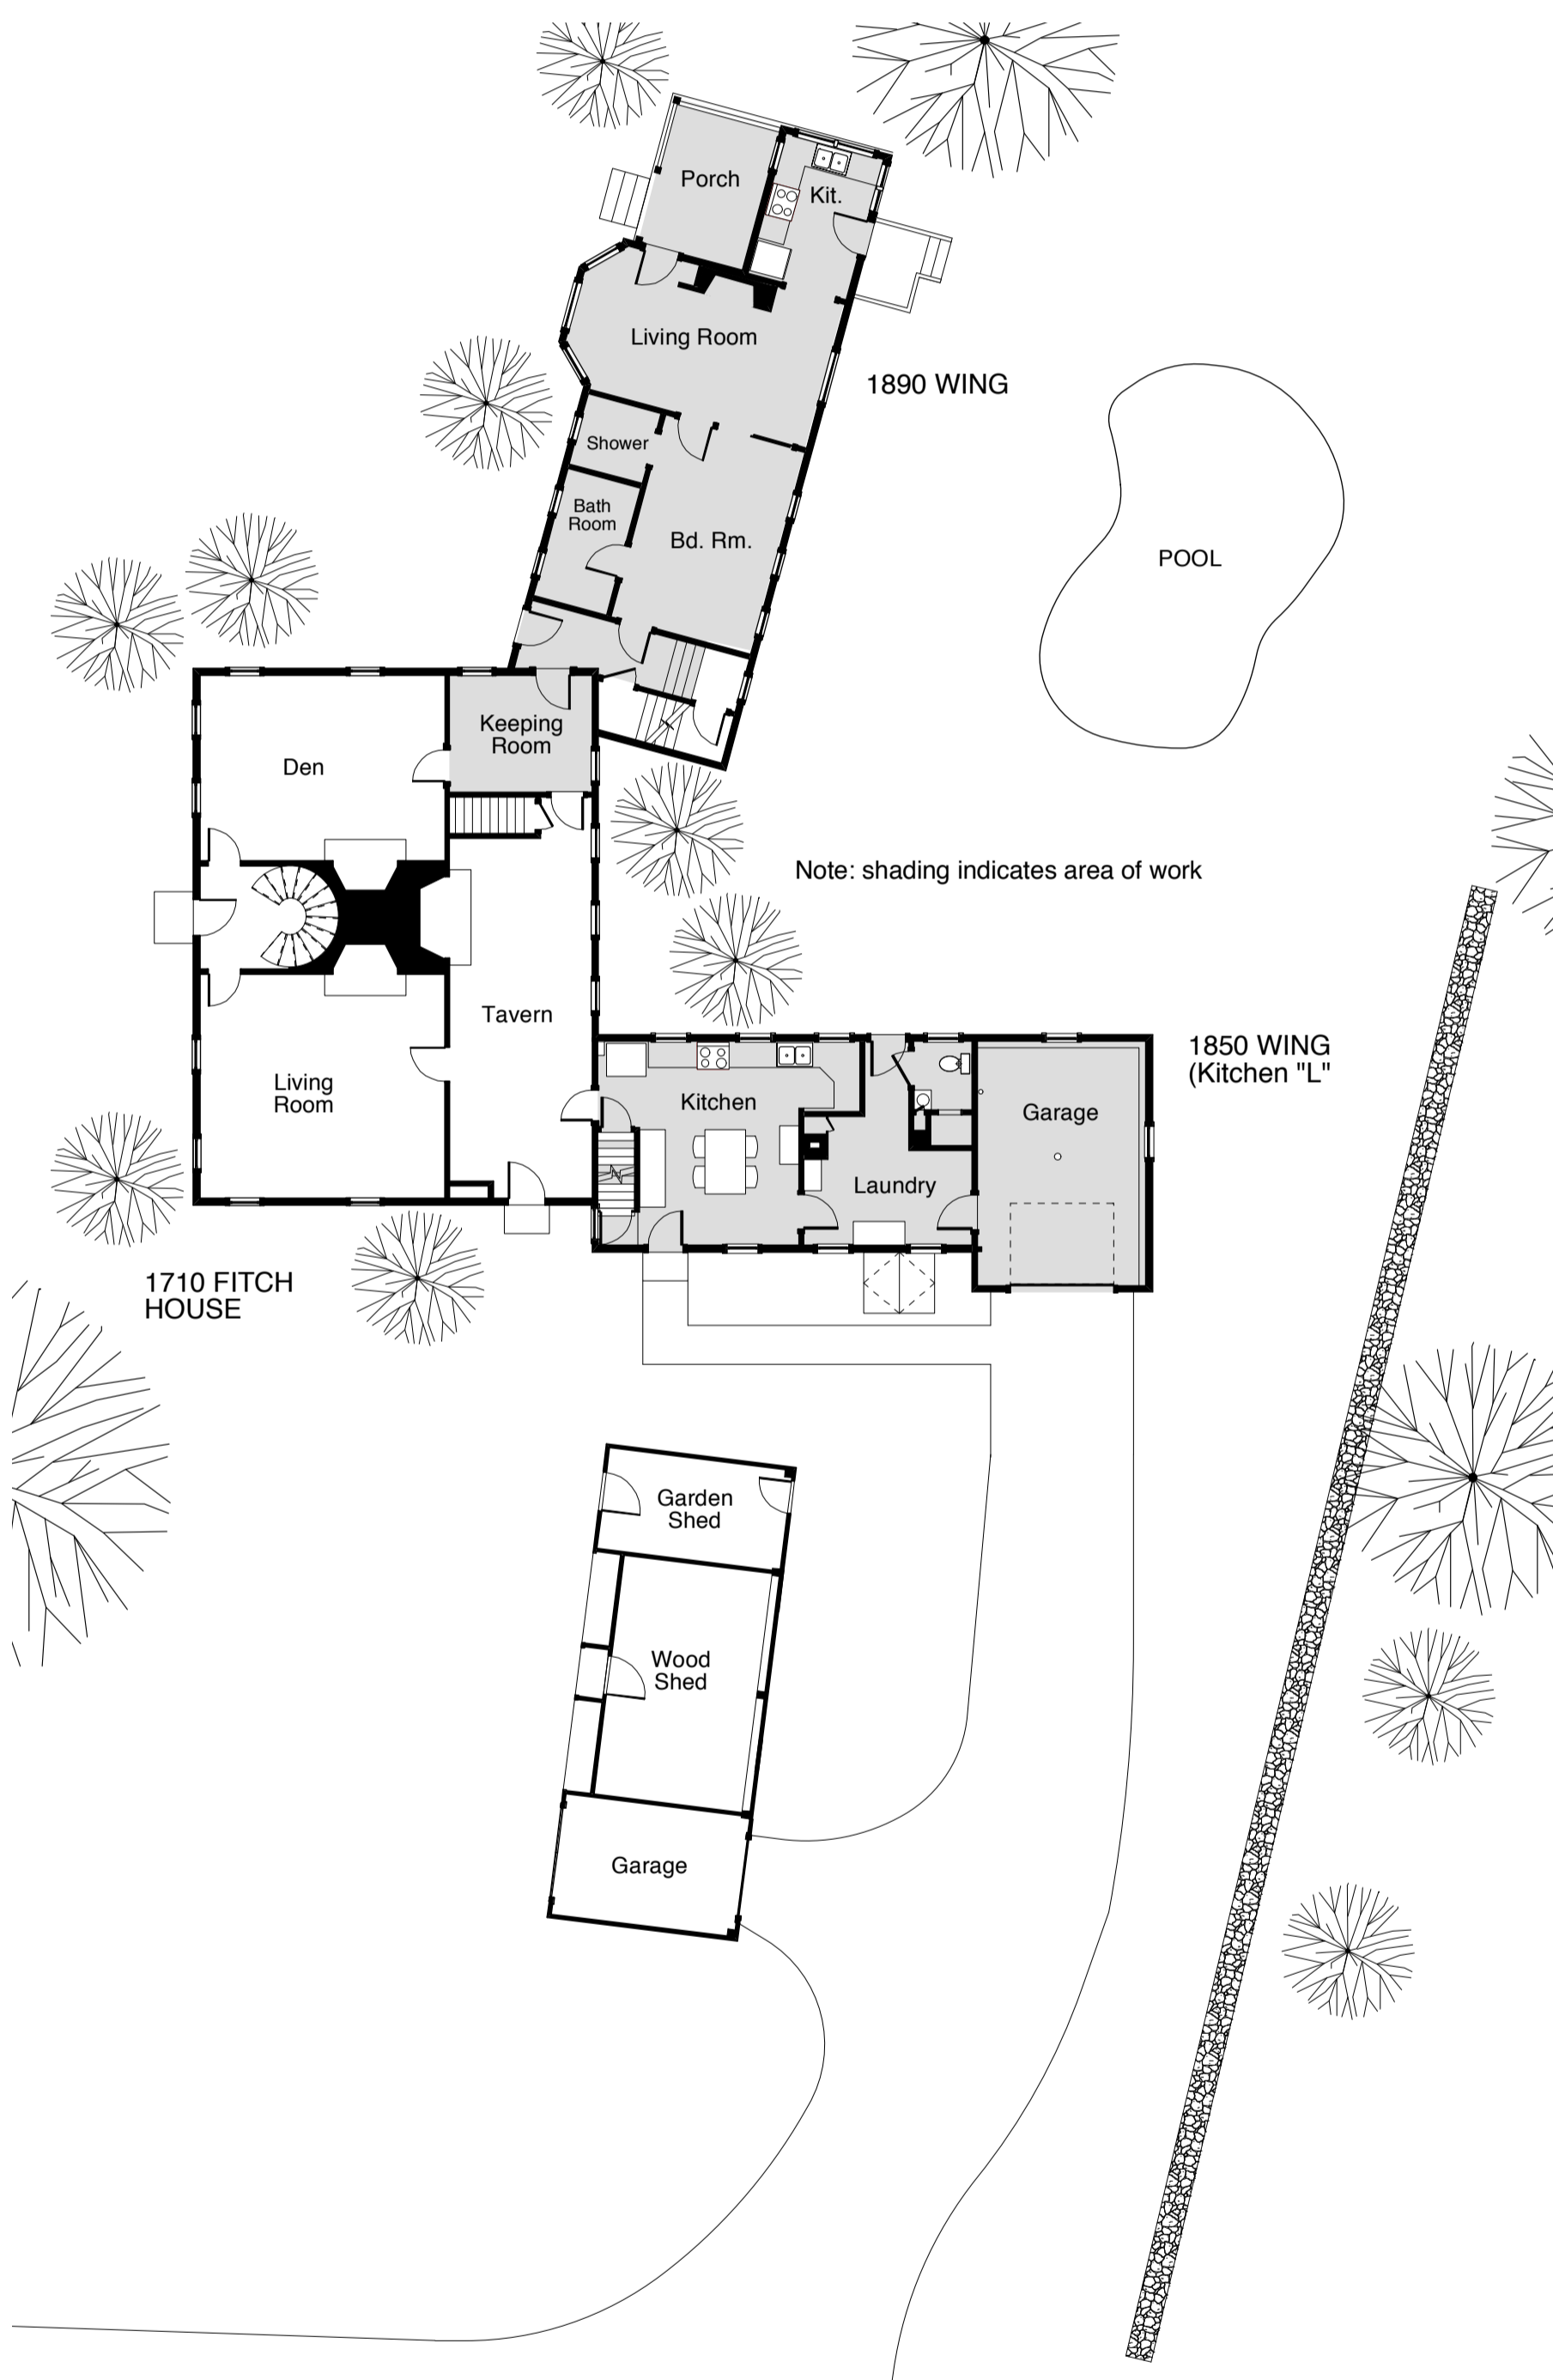 Porch
Kit.
Living Room
1890 WING
Shower
Bath
Room
Bd. Rm.
POOL
Keeping
Room
Den
Note: shading indicates area of work
Tavern
1850 WING
(Kitchen "L"
Living
Room
Kitchen
Garage
Laundry
1710 FITCH
HOUSE
Garden
Shed
Wood
Shed
Garage